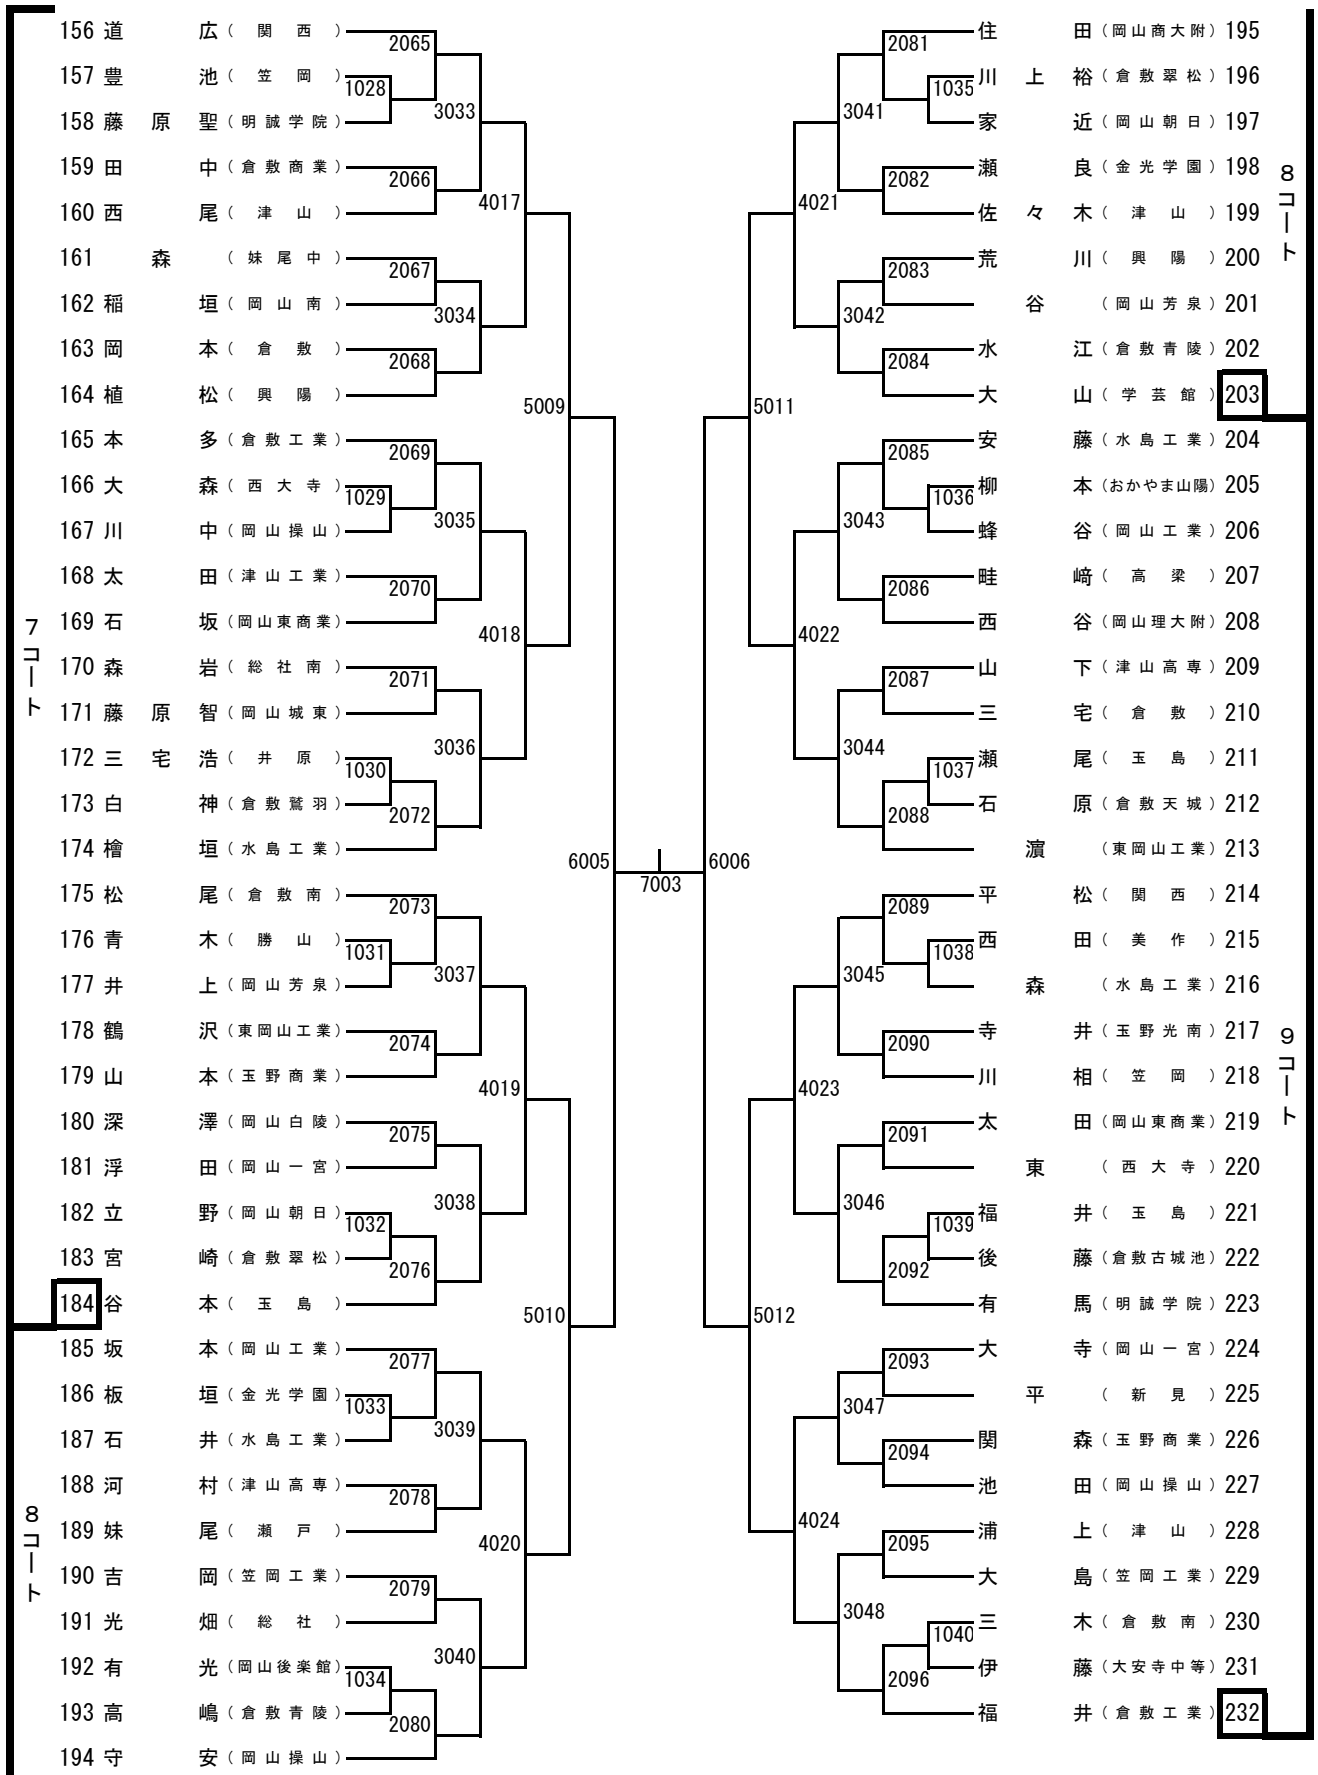 156 道広（関西）
157 豊池（笠岡）
158 藤原聖（明誠学院）
159 田中（倉敷商業）
160 西尾（津山）
161 森（妹尾中）
162 稲垣（岡山南）
163 岡本（倉敷）
164 植松（興陽）
165 本多（倉敷工業）
166 大森（西大寺）
167 川中（岡山操山）
168 太田（津山工業）
169 石坂（岡山東商業）
170 森岩（総社南）
171 藤原智（岡山城東）
172 三宅浩（井原）
173 白神（倉敷鷲羽）
174 檜垣（水島工業）
175 松尾（倉敷南）
176 青木（勝山）
177 井上（岡山芳泉）
178 鶴沢（東岡山工業）
179 山本（玉野商業）
180 深澤（岡山白陵）
181 浮田（岡山一宮）
182 立野（岡山朝日）
183 宮崎（倉敷翠松）
184 谷本（玉島）
185 坂本（岡山工業）
186 板垣（金光学園）
187 石井（水島工業）
188 河村（津山高専）
189 妹尾（瀬戸）
190 吉岡（笠岡工業）
191 光畑（総社）
192 有光（岡山後楽館）
193 高嶋（倉敷青陵）
194 守安（岡山操山）
7コート
8コート
1028
1029
1030
1031
1032
1033
1034
2065
2066
2067
2068
2069
2070
2071
2072
2073
2074
2075
2076
2077
2078
2079
2080
3033
3034
3035
3036
3037
3038
3039
3040
4017
4018
4019
4020
5009
5010
6005
7003
6006
5011
5012
4021
4022
4023
4024
3041
3042
3043
3044
3045
3046
3047
3048
2081
2082
2083
2084
2085
2086
2087
2088
2089
2090
2091
2092
2093
2094
2095
2096
1035
1036
1037
1038
1039
1040
住田（岡山商大附）195
川上裕（倉敷翠松）196
家近（岡山朝日）197
瀬良（金光学園）198
佐々木（津山）199
荒川（興陽）200
谷（岡山芳泉）201
水江（倉敷青陵）202
大山（学芸館）203
安藤（水島工業）204
柳本（おかやま山陽）205
蜂谷（岡山工業）206
畦﨑（高梁）207
西谷（岡山理大附）208
山下（津山高専）209
三宅（倉敷）210
瀬尾（玉島）211
石原（倉敷天城）212
濵（東岡山工業）213
平松（関西）214
西田（美作）215
森（水島工業）216
寺井（玉野光南）217
川相（笠岡）218
太田（岡山東商業）219
東（西大寺）220
福井（玉島）221
後藤（倉敷古城池）222
有馬（明誠学院）223
大寺（岡山一宮）224
平（新見）225
関森（玉野商業）226
池田（岡山操山）227
浦上（津山）228
大島（笠岡工業）229
三木（倉敷南）230
伊藤（大安寺中等）231
福井（倉敷工業）232
8コート
9コート